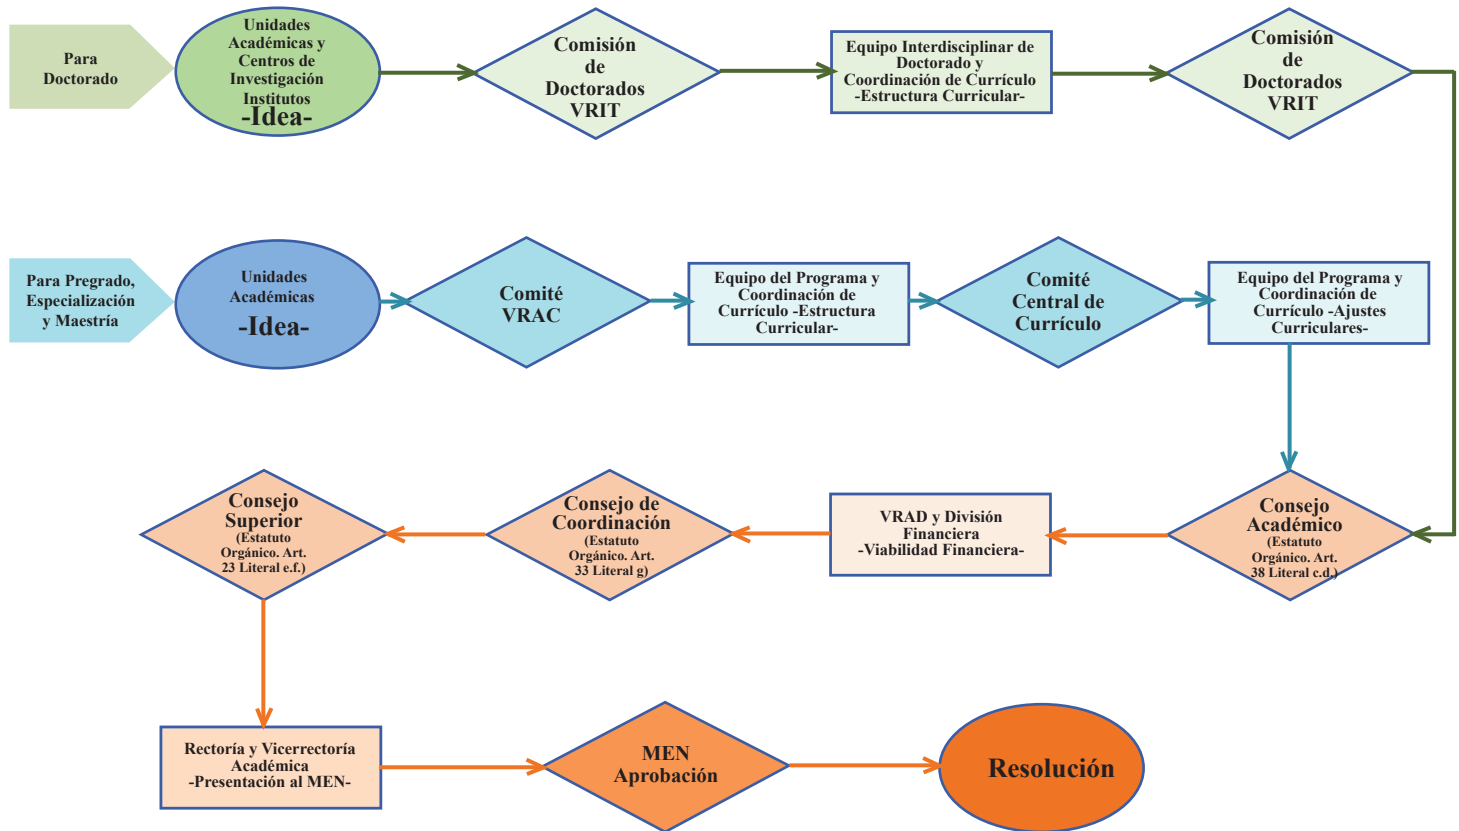 Para
Doctorado
Unidades
Académicas y
Centros de
Investigación
Institutos
-Idea-
Comisión
de
Doctorados
VRIT
Equipo Interdisciplinar de
Doctorado y
Coordinación de Currículo
-Estructura Curricular-
Comisión
de
Doctorados
VRIT
Para Pregrado,
Especialización
y Maestría
Unidades
Académicas
-Idea-
Comité
VRAC
Equipo del Programa y
Coordinación de
Currículo -Estructura
Curricular-
Comité
Central de
Currículo
Equipo del Programa y
Coordinación de
Currículo -Ajustes
Curriculares-
Consejo
Superior
(Estatuto
Orgánico. Art.
23 Literal e.f.)
Consejo de
Coordinación
(Estatuto
Orgánico. Art.
33 Literal g)
VRAD y División
Financiera
-Viabilidad Financiera-
Consejo
Académico
(Estatuto
Orgánico. Art.
38 Literal c.d.)
Rectoría y Vicerrectoría
Académica
-Presentación al MEN-
MEN
Aprobación
Resolución